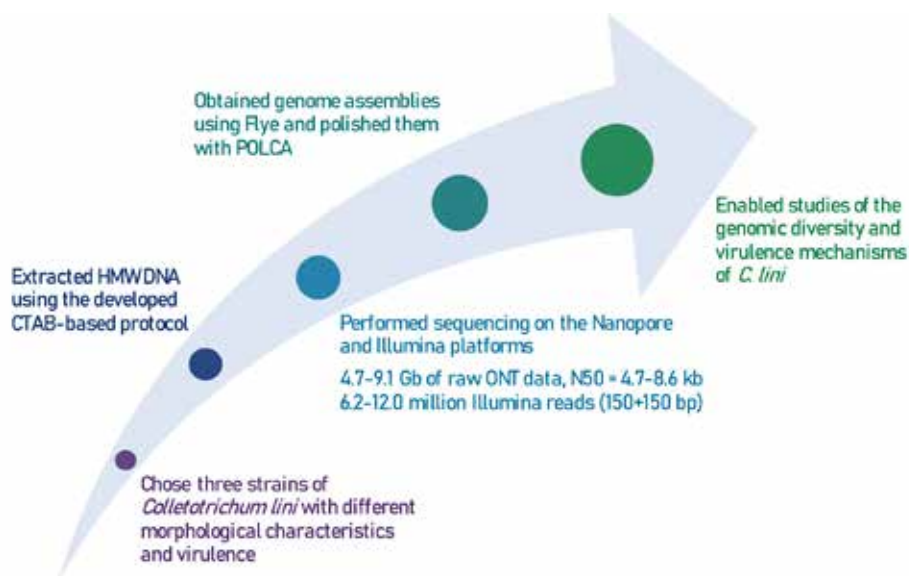 Obtained genome assemblies
using Flye and polished them
with POLCA
Enabled studies of the
genomic diversity and
virulence mechanisms
of C. lini
Extracted HMWDNA
using the developed
CTAB-based protocol
Performed sequencing on the Nanopore
and Illumina platforms
4.7-9.1 Gb of raw ONT data, N50 = 4.7-8.6 kb
6.2-12.0 million Illumina reads (150+150 bp)
Chose three strains of
Colletotrichum lini with different
morphological characteristics
and virulence